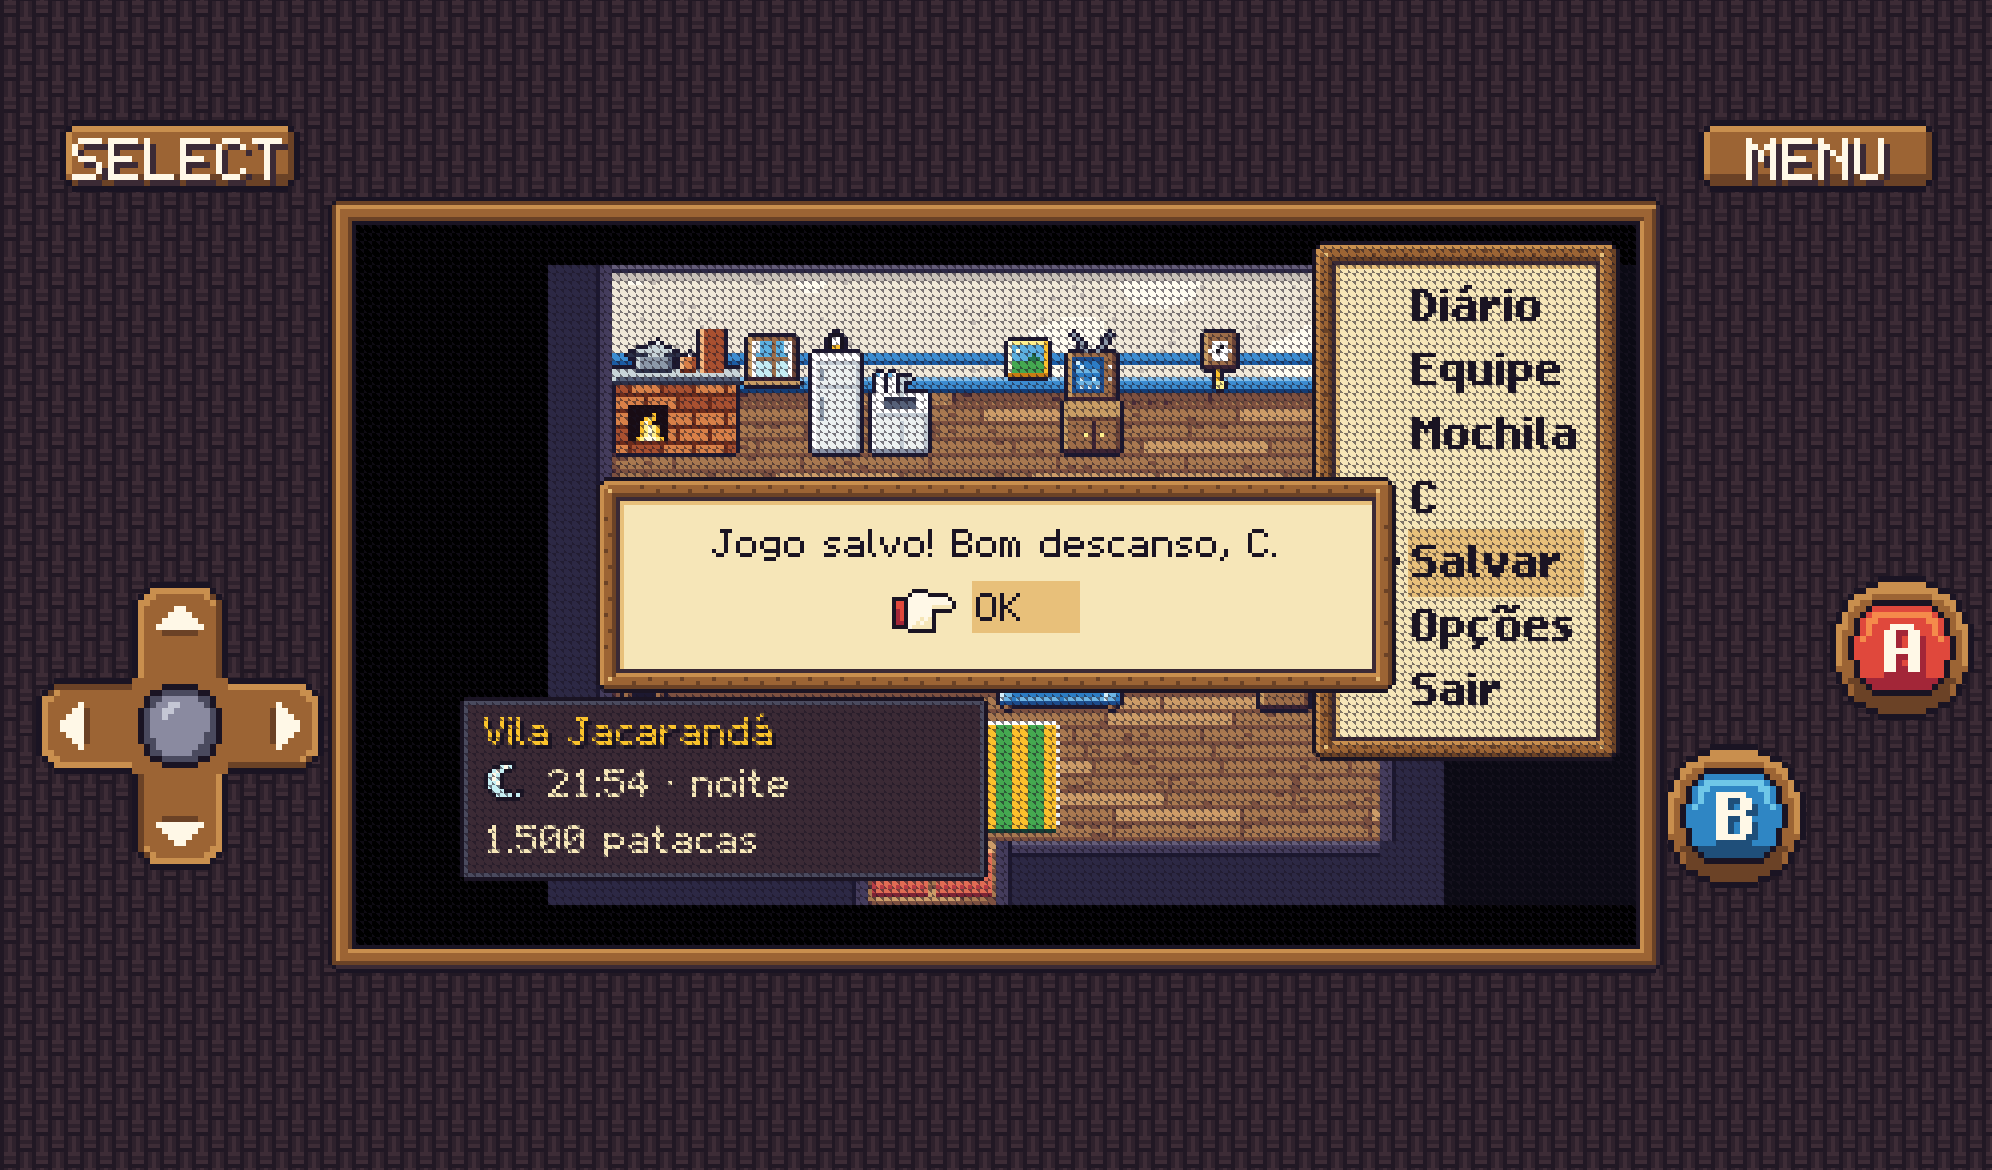 SELECT
MENU
Diário
Equipe
Mochila
C
Salvar
Opções
Sair
Jogo salvo! Bom descanso, C.
OK
Vila Jacarandá
21:54 · noite
1.500 patacas
A
B